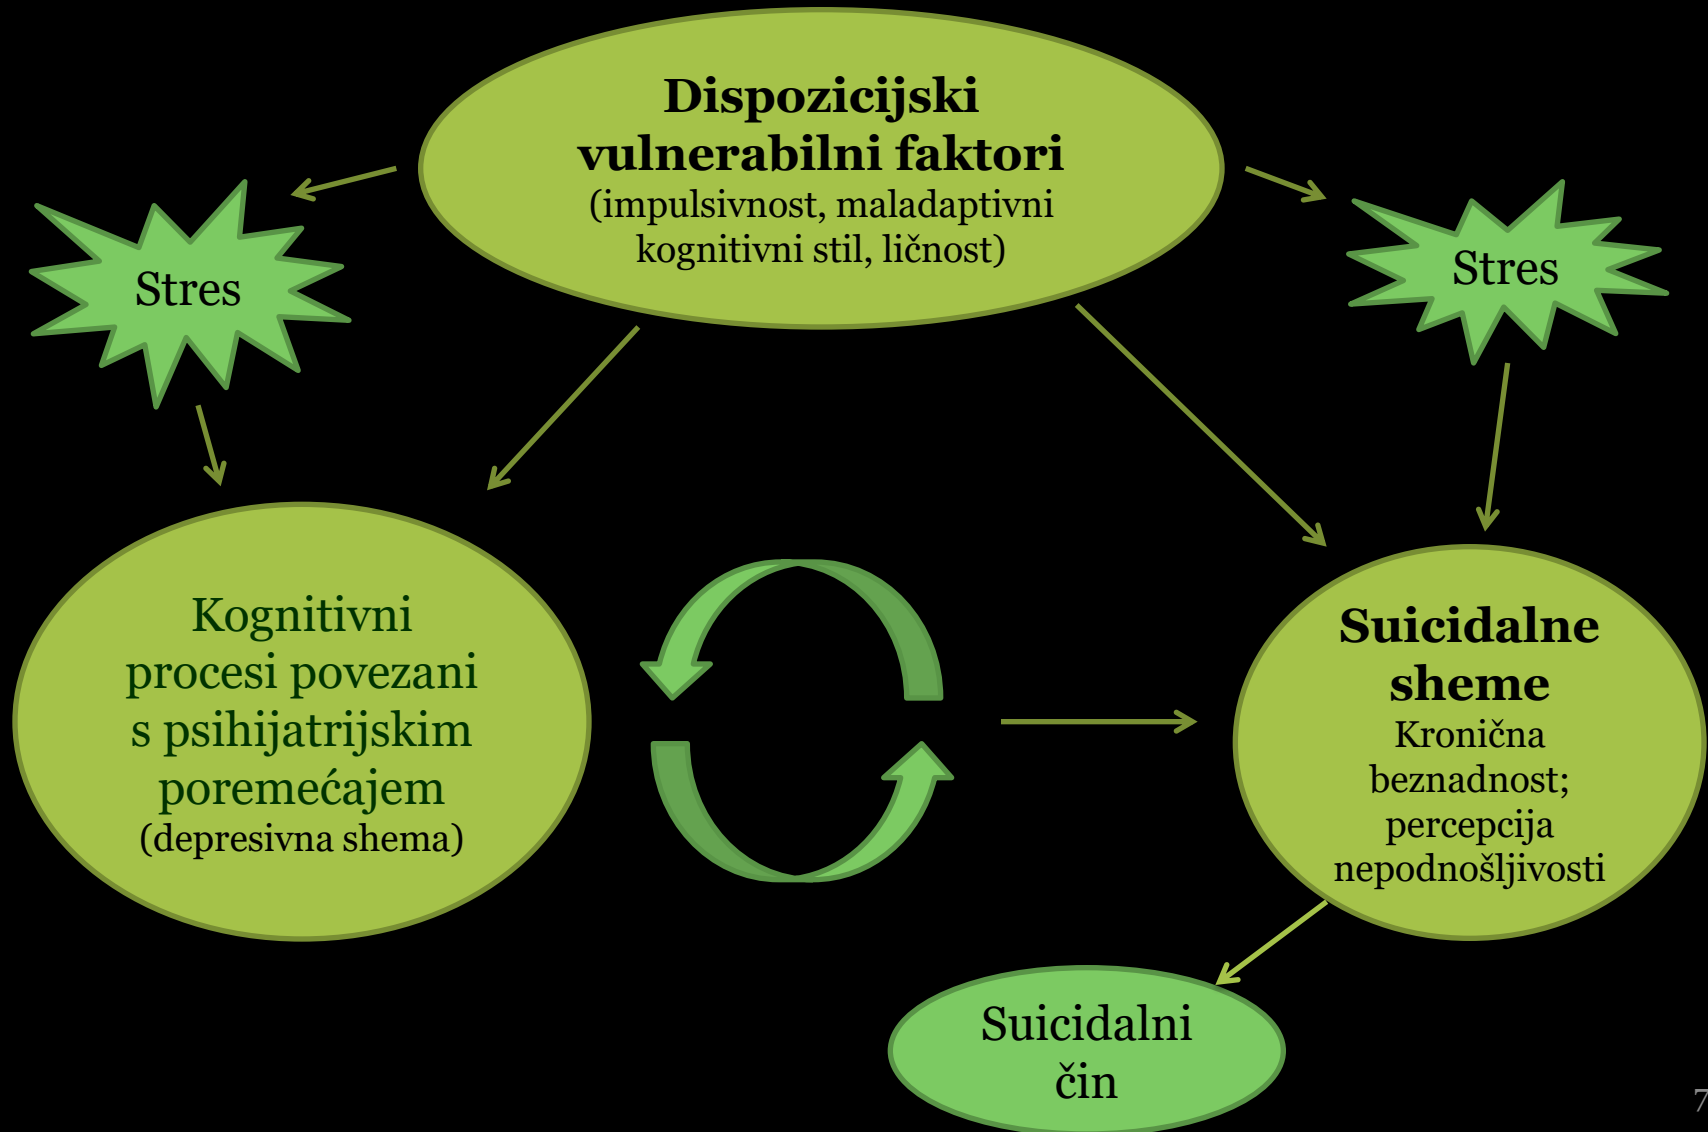 Dispozicijski
vulnerabilni faktori
(impulsivnost, maladaptivni
kognitivni stil, ličnost)
Stres
Stres
Kognitivni
procesi povezani
s psihijatrijskim
poremećajem
(depresivna shema)
Suicidalne
sheme
Kronična
beznadnost;
percepcija
nepodnošljivosti
Suicidalni
čin
7